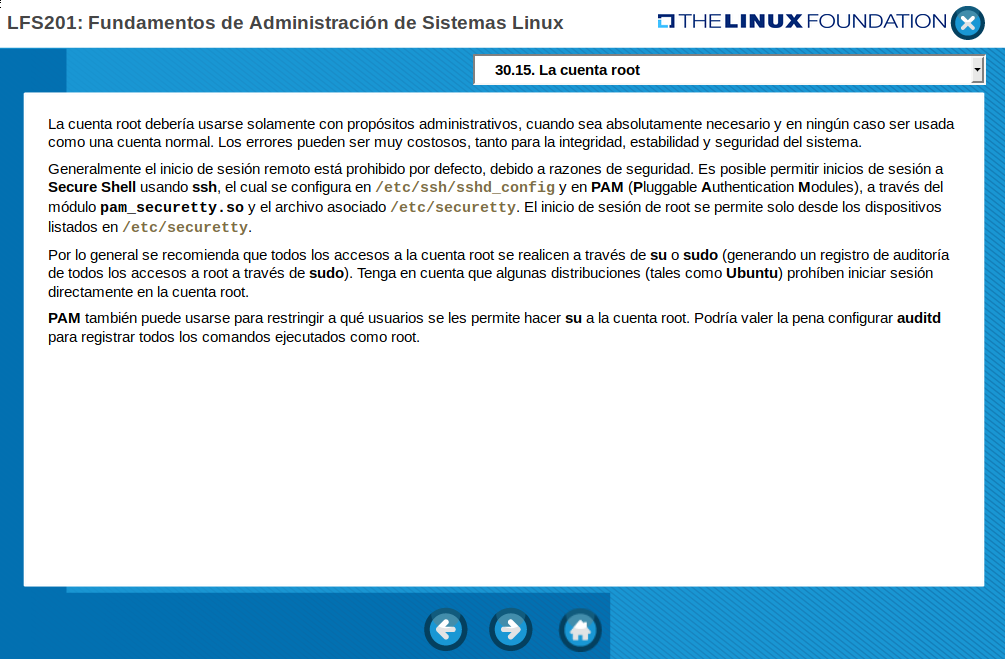 LFS201: Fundamentos de Administración de Sistemas Linux
THE LINUX FOUNDATION
30.15. La cuenta root
La cuenta root debería usarse solamente con propósitos administrativos, cuando sea absolutamente necesario y en ningún caso ser usada
como una cuenta normal. Los errores pueden ser muy costosos, tanto para la integridad, estabilidad y seguridad del sistema.
Generalmente el inicio de sesión remoto está prohibido por defecto, debido a razones de seguridad. Es posible permitir inicios de sesión a
Secure Shell usando ssh, el cual se configura en /etc/ssh/sshd_config y en PAM (Pluggable Authentication Modules), a través del
módulo pam_securetty.so y el archivo asociado /etc/securetty. El inicio de sesión de root se permite solo desde los dispositivos
listados en /etc/securetty.
Por lo general se recomienda que todos los accesos a la cuenta root se realicen a través de su o sudo (generando un registro de auditoría
de todos los accesos a root a través de sudo). Tenga en cuenta que algunas distribuciones (tales como Ubuntu) prohíben iniciar sesión
directamente en la cuenta root.
PAM también puede usarse para restringir a qué usuarios se les permite hacer su a la cuenta root. Podría valer la pena configurar auditd
para registrar todos los comandos ejecutados como root.